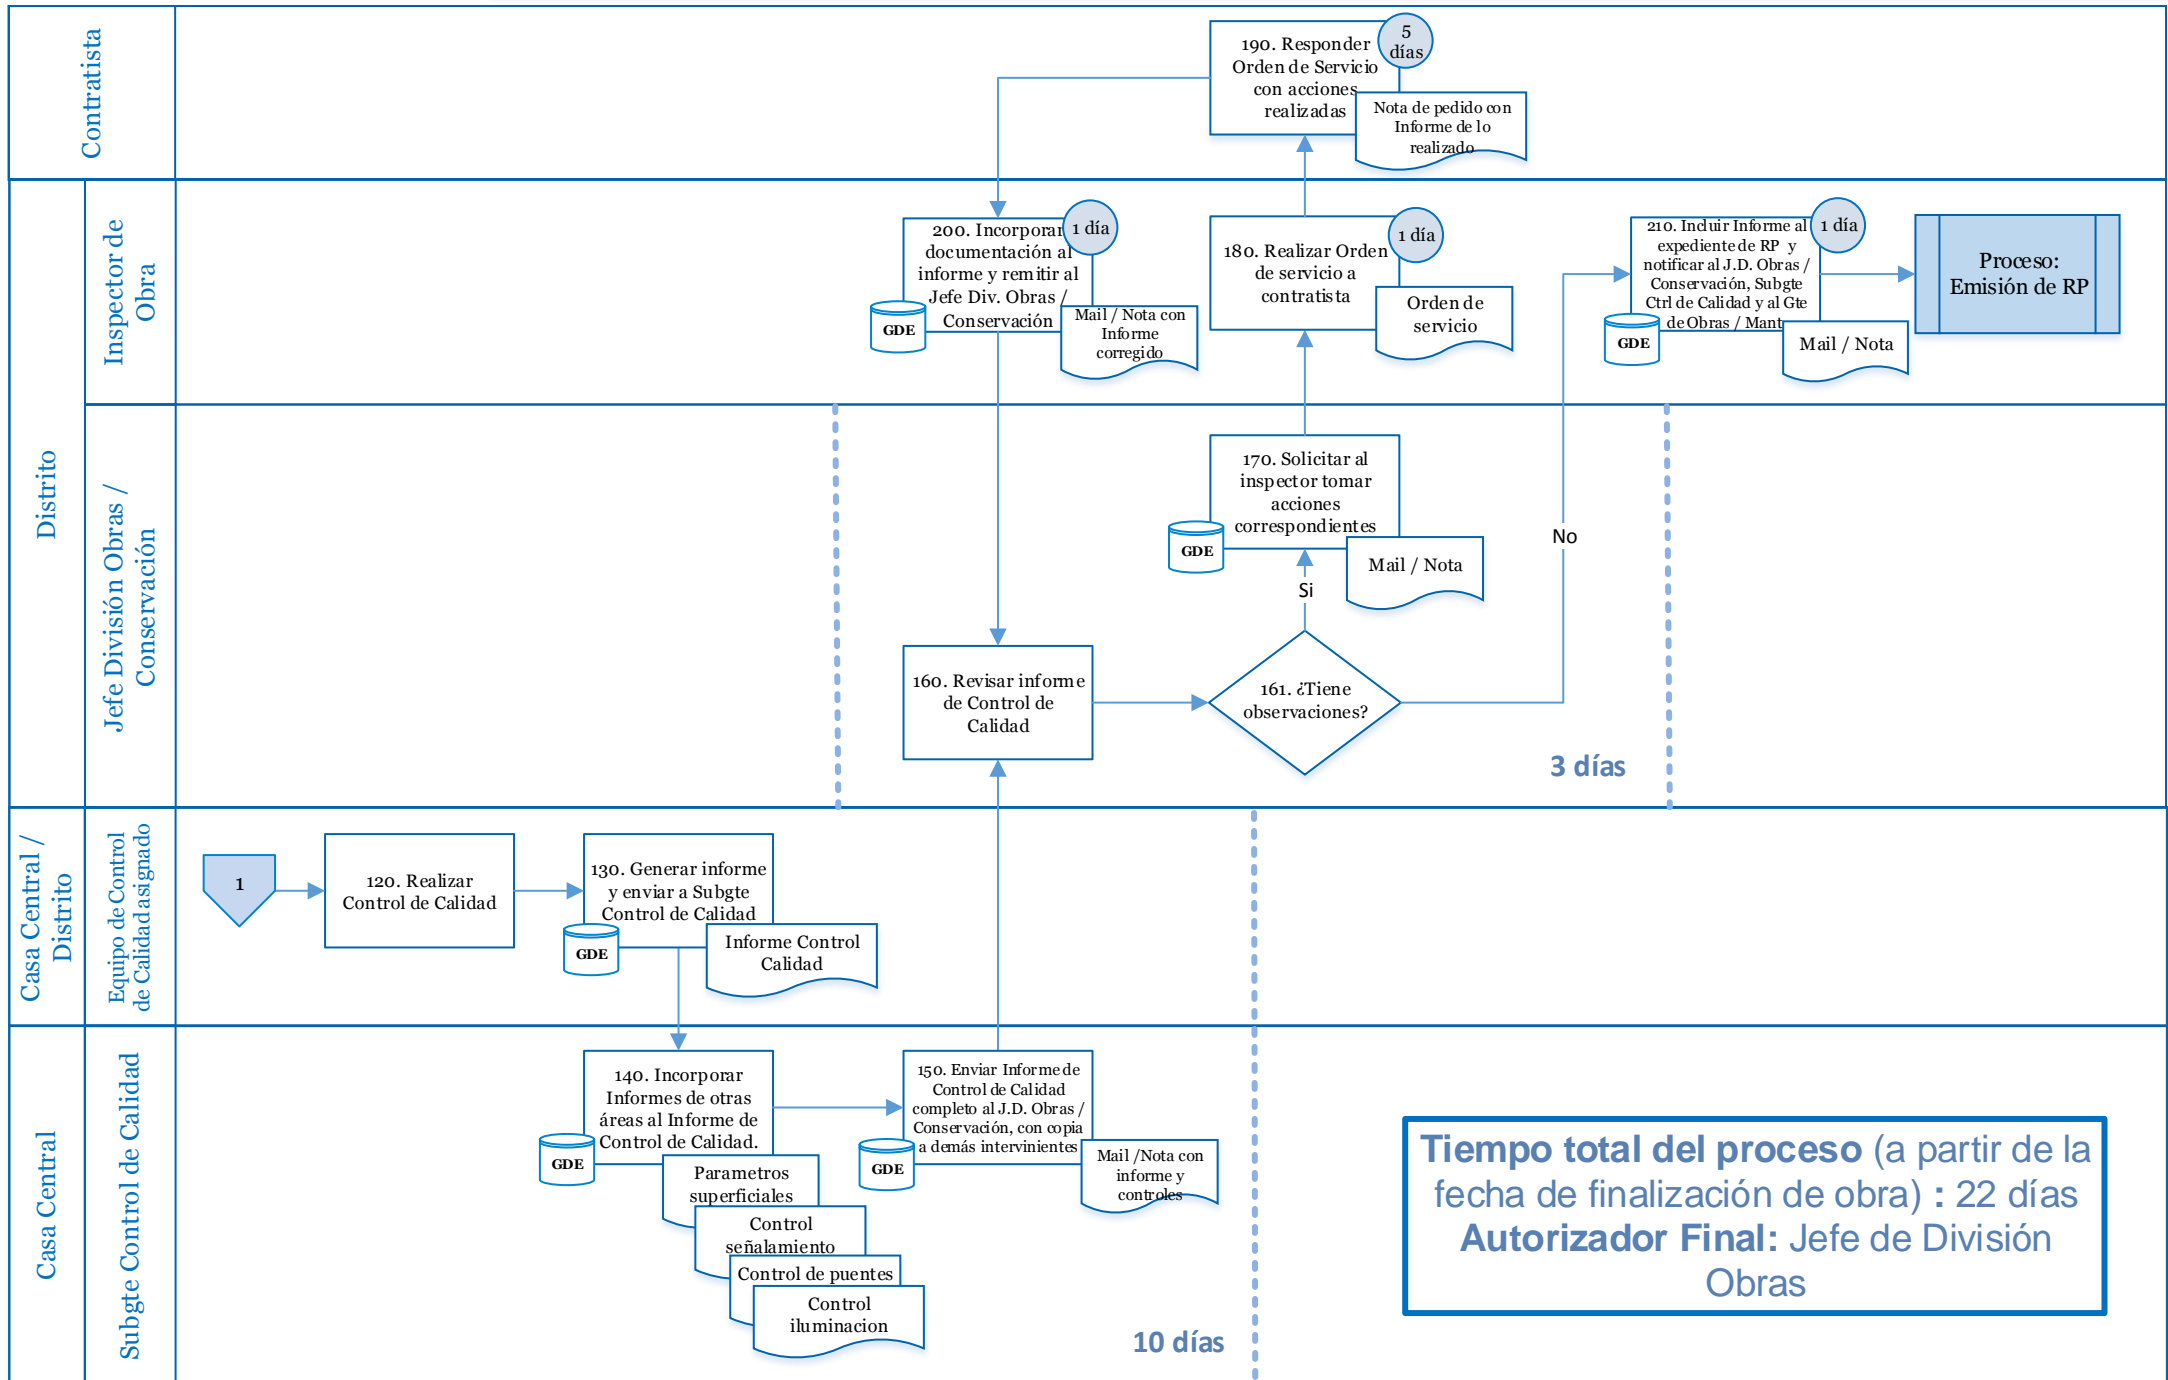 Contratista
190. Responder
Orden de Servicio
con acciones
realizadas
5
días
Nota de pedido con
Informe de lo
realizado
Distrito
Inspector de
Obra
200. Incorporar
documentación al
informe y remitir al
Jefe Div. Obras /
Conservación
1 día
GDE
Mail / Nota con
Informe
corregido
180. Realizar Orden
de servicio a
contratista
1 día
Orden de
servicio
210. Incluir Informe al
expediente de RP y
notificar al J.D. Obras /
Conservación, Subgte
Ctrl de Calidad y al Gte
de Obras / Mant
1 día
GDE
Mail / Nota
Proceso:
Emisión de RP
Jefe División Obras /
Conservación
170. Solicitar al
inspector tomar
acciones
correspondientes
GDE
Mail / Nota
Si
No
160. Revisar informe
de Control de
Calidad
161. ¿Tiene
observaciones?
3 días
Casa Central /
Distrito
Equipo de Control
de Calidad asignado
1
120. Realizar
Control de Calidad
130. Generar informe
y enviar a Subgte
Control de Calidad
GDE
Informe Control
Calidad
Casa Central
Subgte Control de Calidad
140. Incorporar
Informes de otras
áreas al Informe de
Control de Calidad.
GDE
Parametros
superficiales
Control
señalamiento
Control de puentes
Control
iluminacion
150. Enviar Informe de
Control de Calidad
completo al J.D. Obras /
Conservación, con copia
a demás intervinientes
GDE
Mail /Nota con
informe y
controles
10 días
Tiempo total del proceso (a partir de la
fecha de finalización de obra) : 22 días
Autorizador Final: Jefe de División
Obras